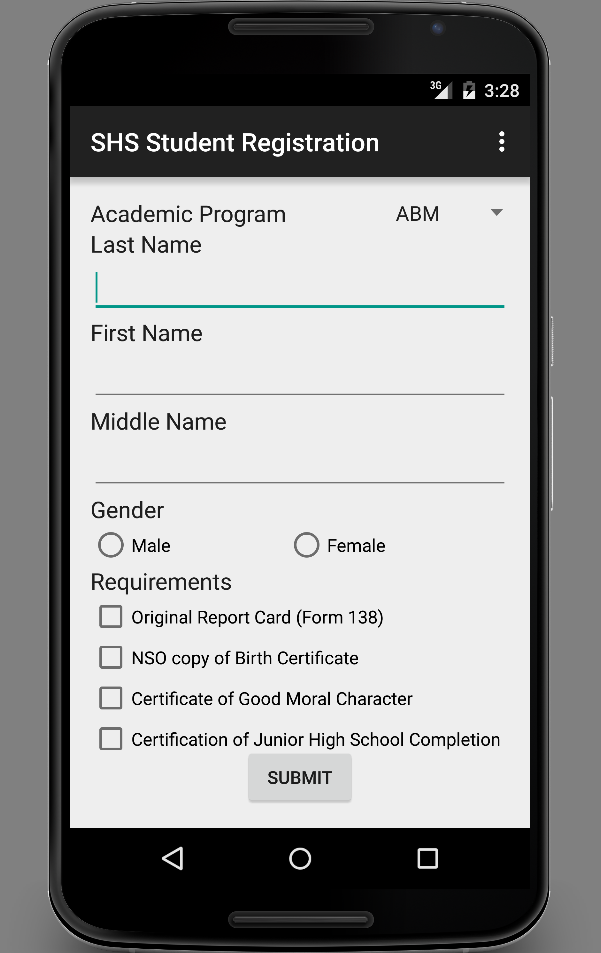 3G 3:28
SHS Student Registration
Academic Program ABM
Last Name
First Name
Middle Name
Gender
Male Female
Requirements
Original Report Card (Form 138)
NSO copy of Birth Certificate
Certificate of Good Moral Character
Certification of Junior High School Completion
SUBMIT